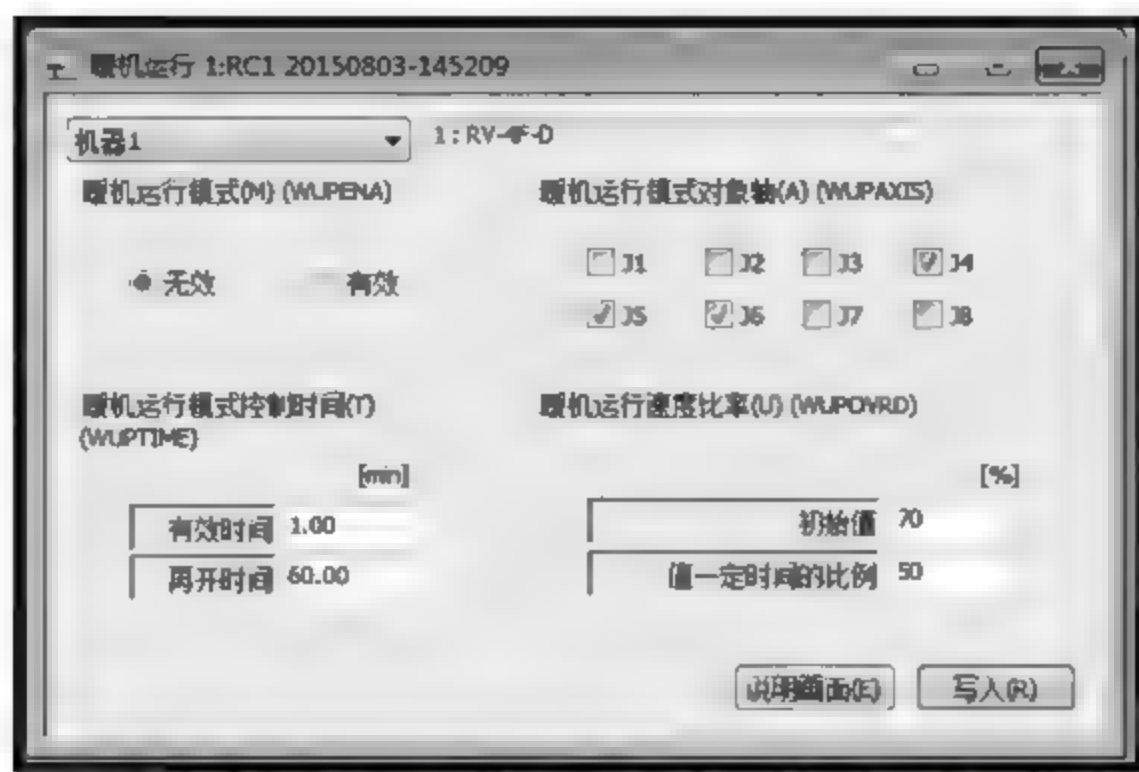 暖机运行 1:RC1 20150803-145209
机器1
1: RV-4F-D
暖机运行模式(M) (WUPENA)
暖机运行模式对象轴(A) (WUPAXIS)
J1 J2 J3 J4
无效 有效
J5 J6 J7 J8
暖机运行模式控制时间(T)
(WUPTIME)
暖机运行速度比率(U) (WUPOVRD)
[min]
[%]
有效时间 1.00
初始值 70
再开时间 60.00
值一定时间的比例 50
说明画面(E) 写入(R)